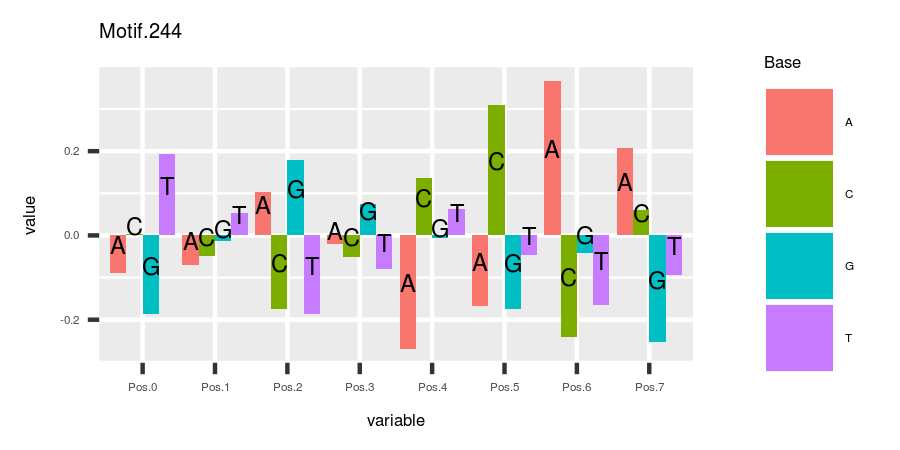 Motif.244
Base
A
C
G
T
value
0.2
0.0
-0.2
A C G T
A C G T
A C G T
A C G T
A C G T
A C G T
A C G T
A C G T
Pos.0 Pos.1 Pos.2 Pos.3 Pos.4 Pos.5 Pos.6 Pos.7
variable